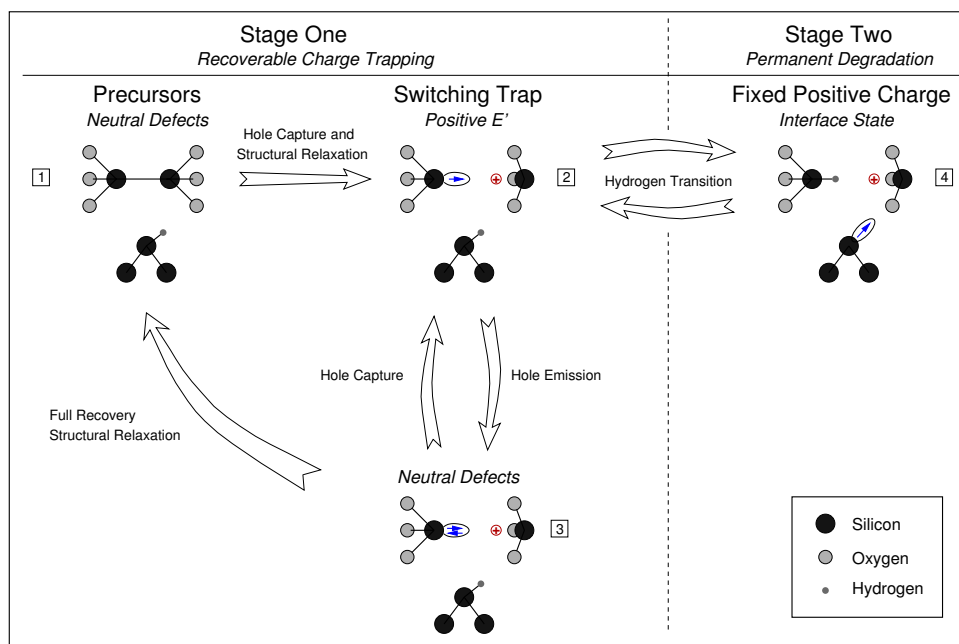 Stage One
Recoverable Charge Trapping
Stage Two
Permanent Degradation
Precursors
Neutral Defects
Switching Trap
Positive E'
Fixed Positive Charge
Interface State
Hole Capture and
Structural Relaxation
1
2
Hydrogen Transition
4
Hole Capture
Hole Emission
Full Recovery
Structural Relaxation
Neutral Defects
3
Silicon
Oxygen
Hydrogen